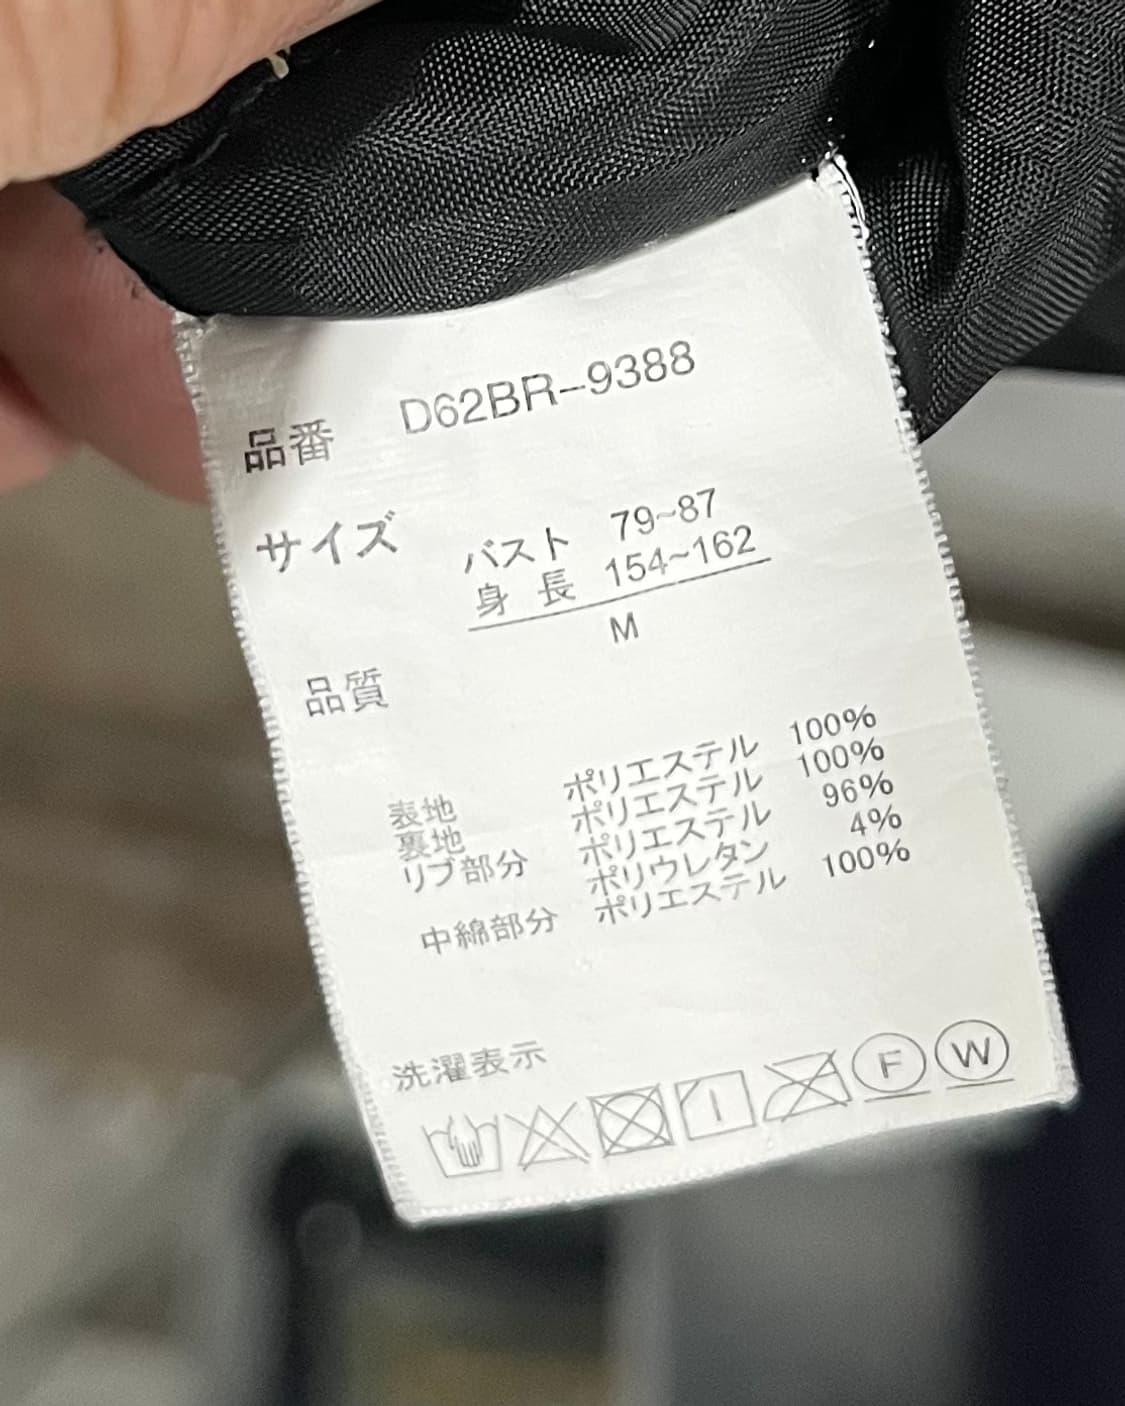 品番 D62BR-9388
サイズ バスト 79~87
身長 154~162
M
品質
表地 ポリエステル 100%
裏地 ポリエステル 100%
リブ部分 ポリエステル 96%
ポリウレタン 4%
中綿部分 ポリエステル 100%
洗濯表示
F W